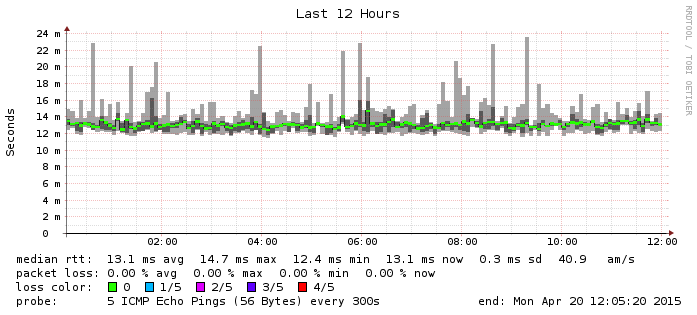 Last 12 Hours
RRDTOOL / TOBI OETIKER
Seconds
24 m
22 m
20 m
18 m
16 m
14 m
12 m
10 m
8 m
6 m
4 m
2 m
0
02:00 04:00 06:00 08:00 10:00 12:00
median rtt: 13.1 ms avg 14.7 ms max 12.4 ms min 13.1 ms now 0.3 ms sd 40.9 am/s
packet loss: 0.00 % avg 0.00 % max 0.00 % min 0.00 % now
loss color: 0 1/5 2/5 3/5 4/5
probe: 5 ICMP Echo Pings (56 Bytes) every 300s end: Mon Apr 20 12:05:20 2015